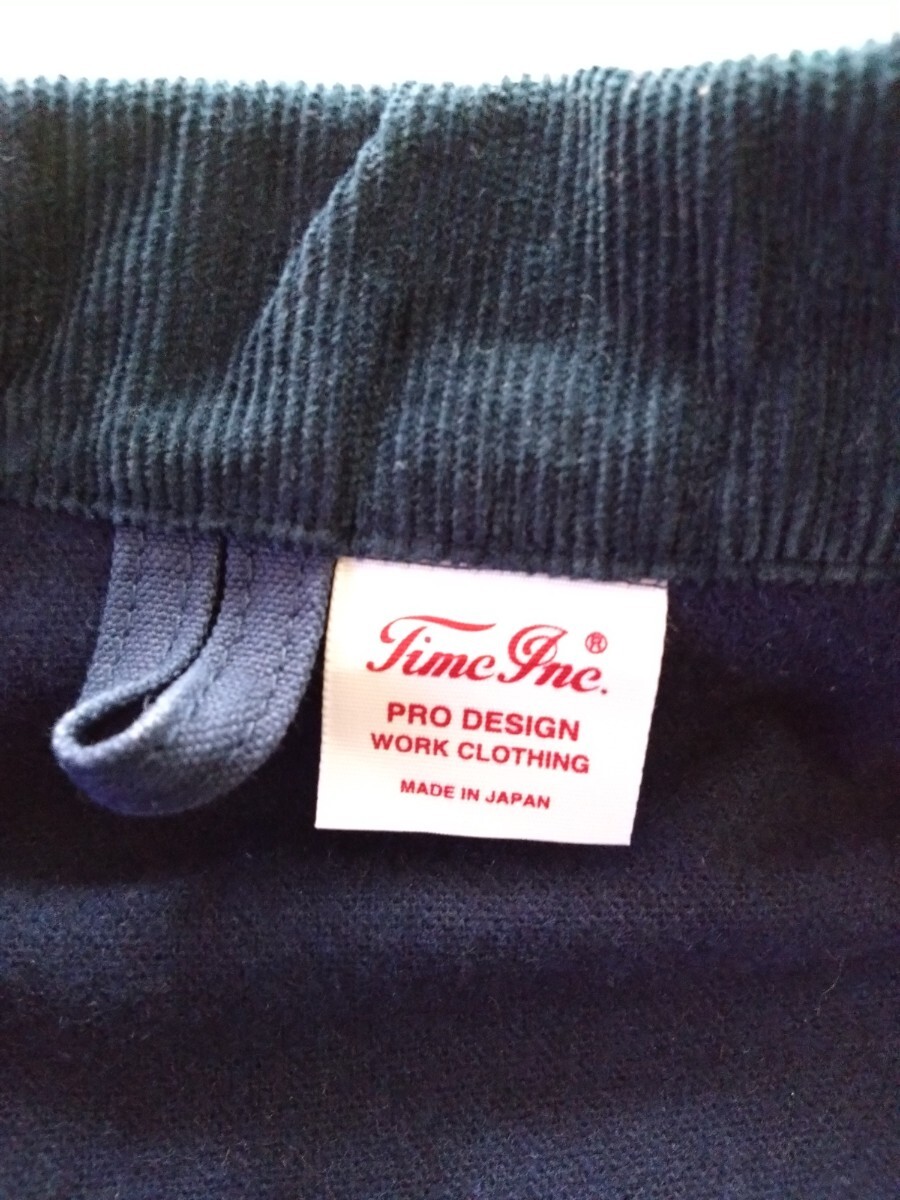 Time Inc.®
PRO DESIGN
WORK CLOTHING
MADE IN JAPAN